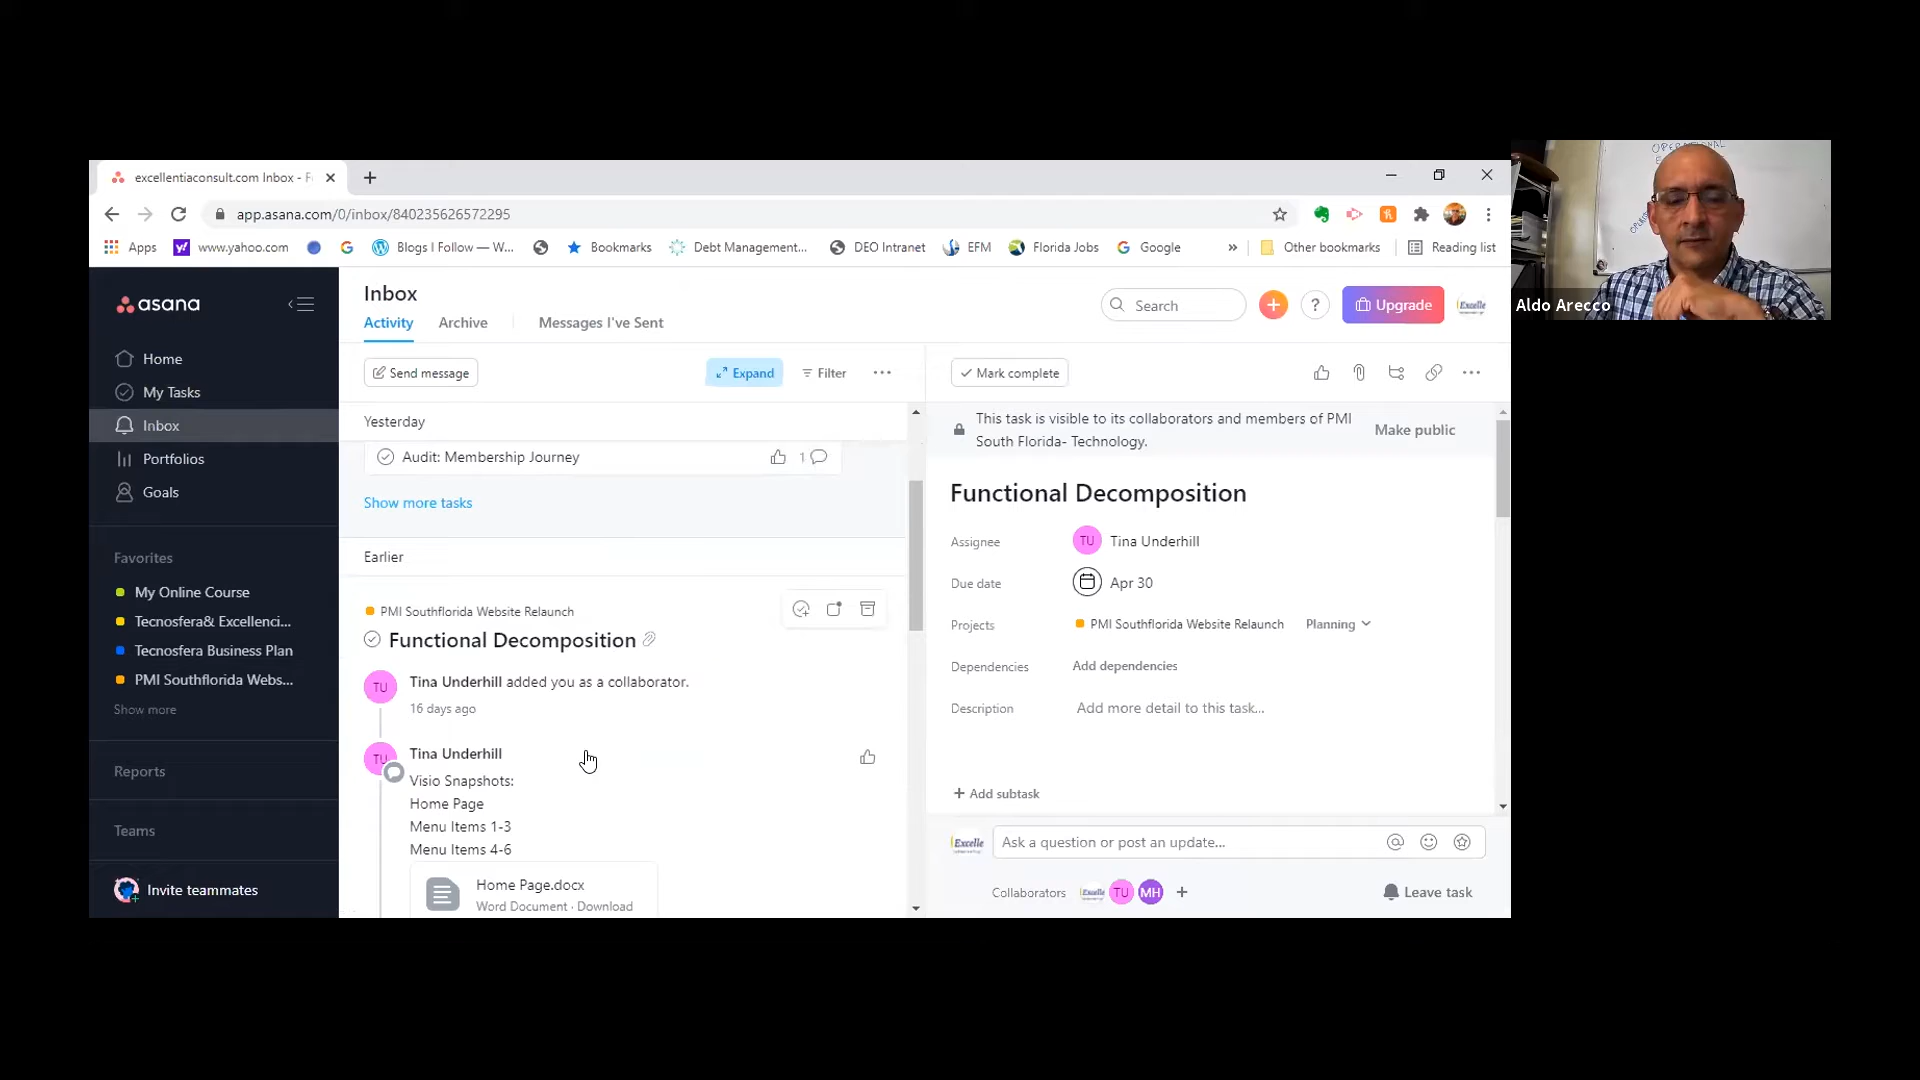 excellentiaconsult.com Inbox - F
app.asana.com/0/inbox/840235626572295
Apps
www.yahoo.com
Blogs I Follow — W...
Bookmarks
Debt Management...
DEO Intranet
EFM
Florida Jobs
Google
»
Other bookmarks
Reading list
asana
Home
My Tasks
Inbox
Portfolios
Goals
Favorites
My Online Course
Tecnosfera& Excellenci...
Tecnosfera Business Plan
PMI Southflorida Webs...
Show more
Reports
Teams
Invite teammates
Inbox
Activity
Archive
Messages I've Sent
Search
?
Upgrade
Excelle
Send message
Expand
Filter
Yesterday
Audit: Membership Journey
1
Show more tasks
Earlier
PMI Southflorida Website Relaunch
Functional Decomposition
TU
Tina Underhill added you as a collaborator.
16 days ago
TU
Tina Underhill
Visio Snapshots:
Home Page
Menu Items 1-3
Menu Items 4-6
Home Page.docx
Word Document · Download
Mark complete
This task is visible to its collaborators and members of PMI
South Florida- Technology.
Make public
Functional Decomposition
Assignee
TU
Tina Underhill
Due date
Apr 30
Projects
PMI Southflorida Website Relaunch
Planning
Dependencies
Add dependencies
Description
Add more detail to this task...
+ Add subtask
Excelle
Ask a question or post an update...
Collaborators
Excelle
TU
MH
+
Leave task
OPERATIONAL
Aldo Arecco